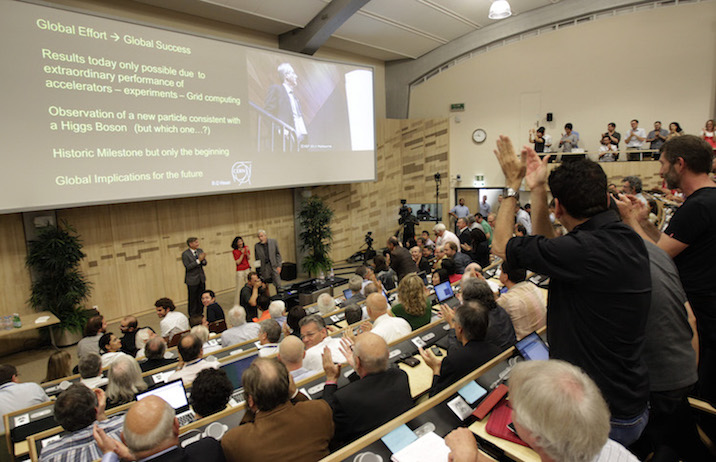 Global Effort → Global Success
Results today only possible due to
extraordinary performance of
accelerators – experiments – Grid computing
Observation of a new particle consistent with
a Higgs Boson (but which one…?)
Historic Milestone but only the beginning
Global Implications for the future